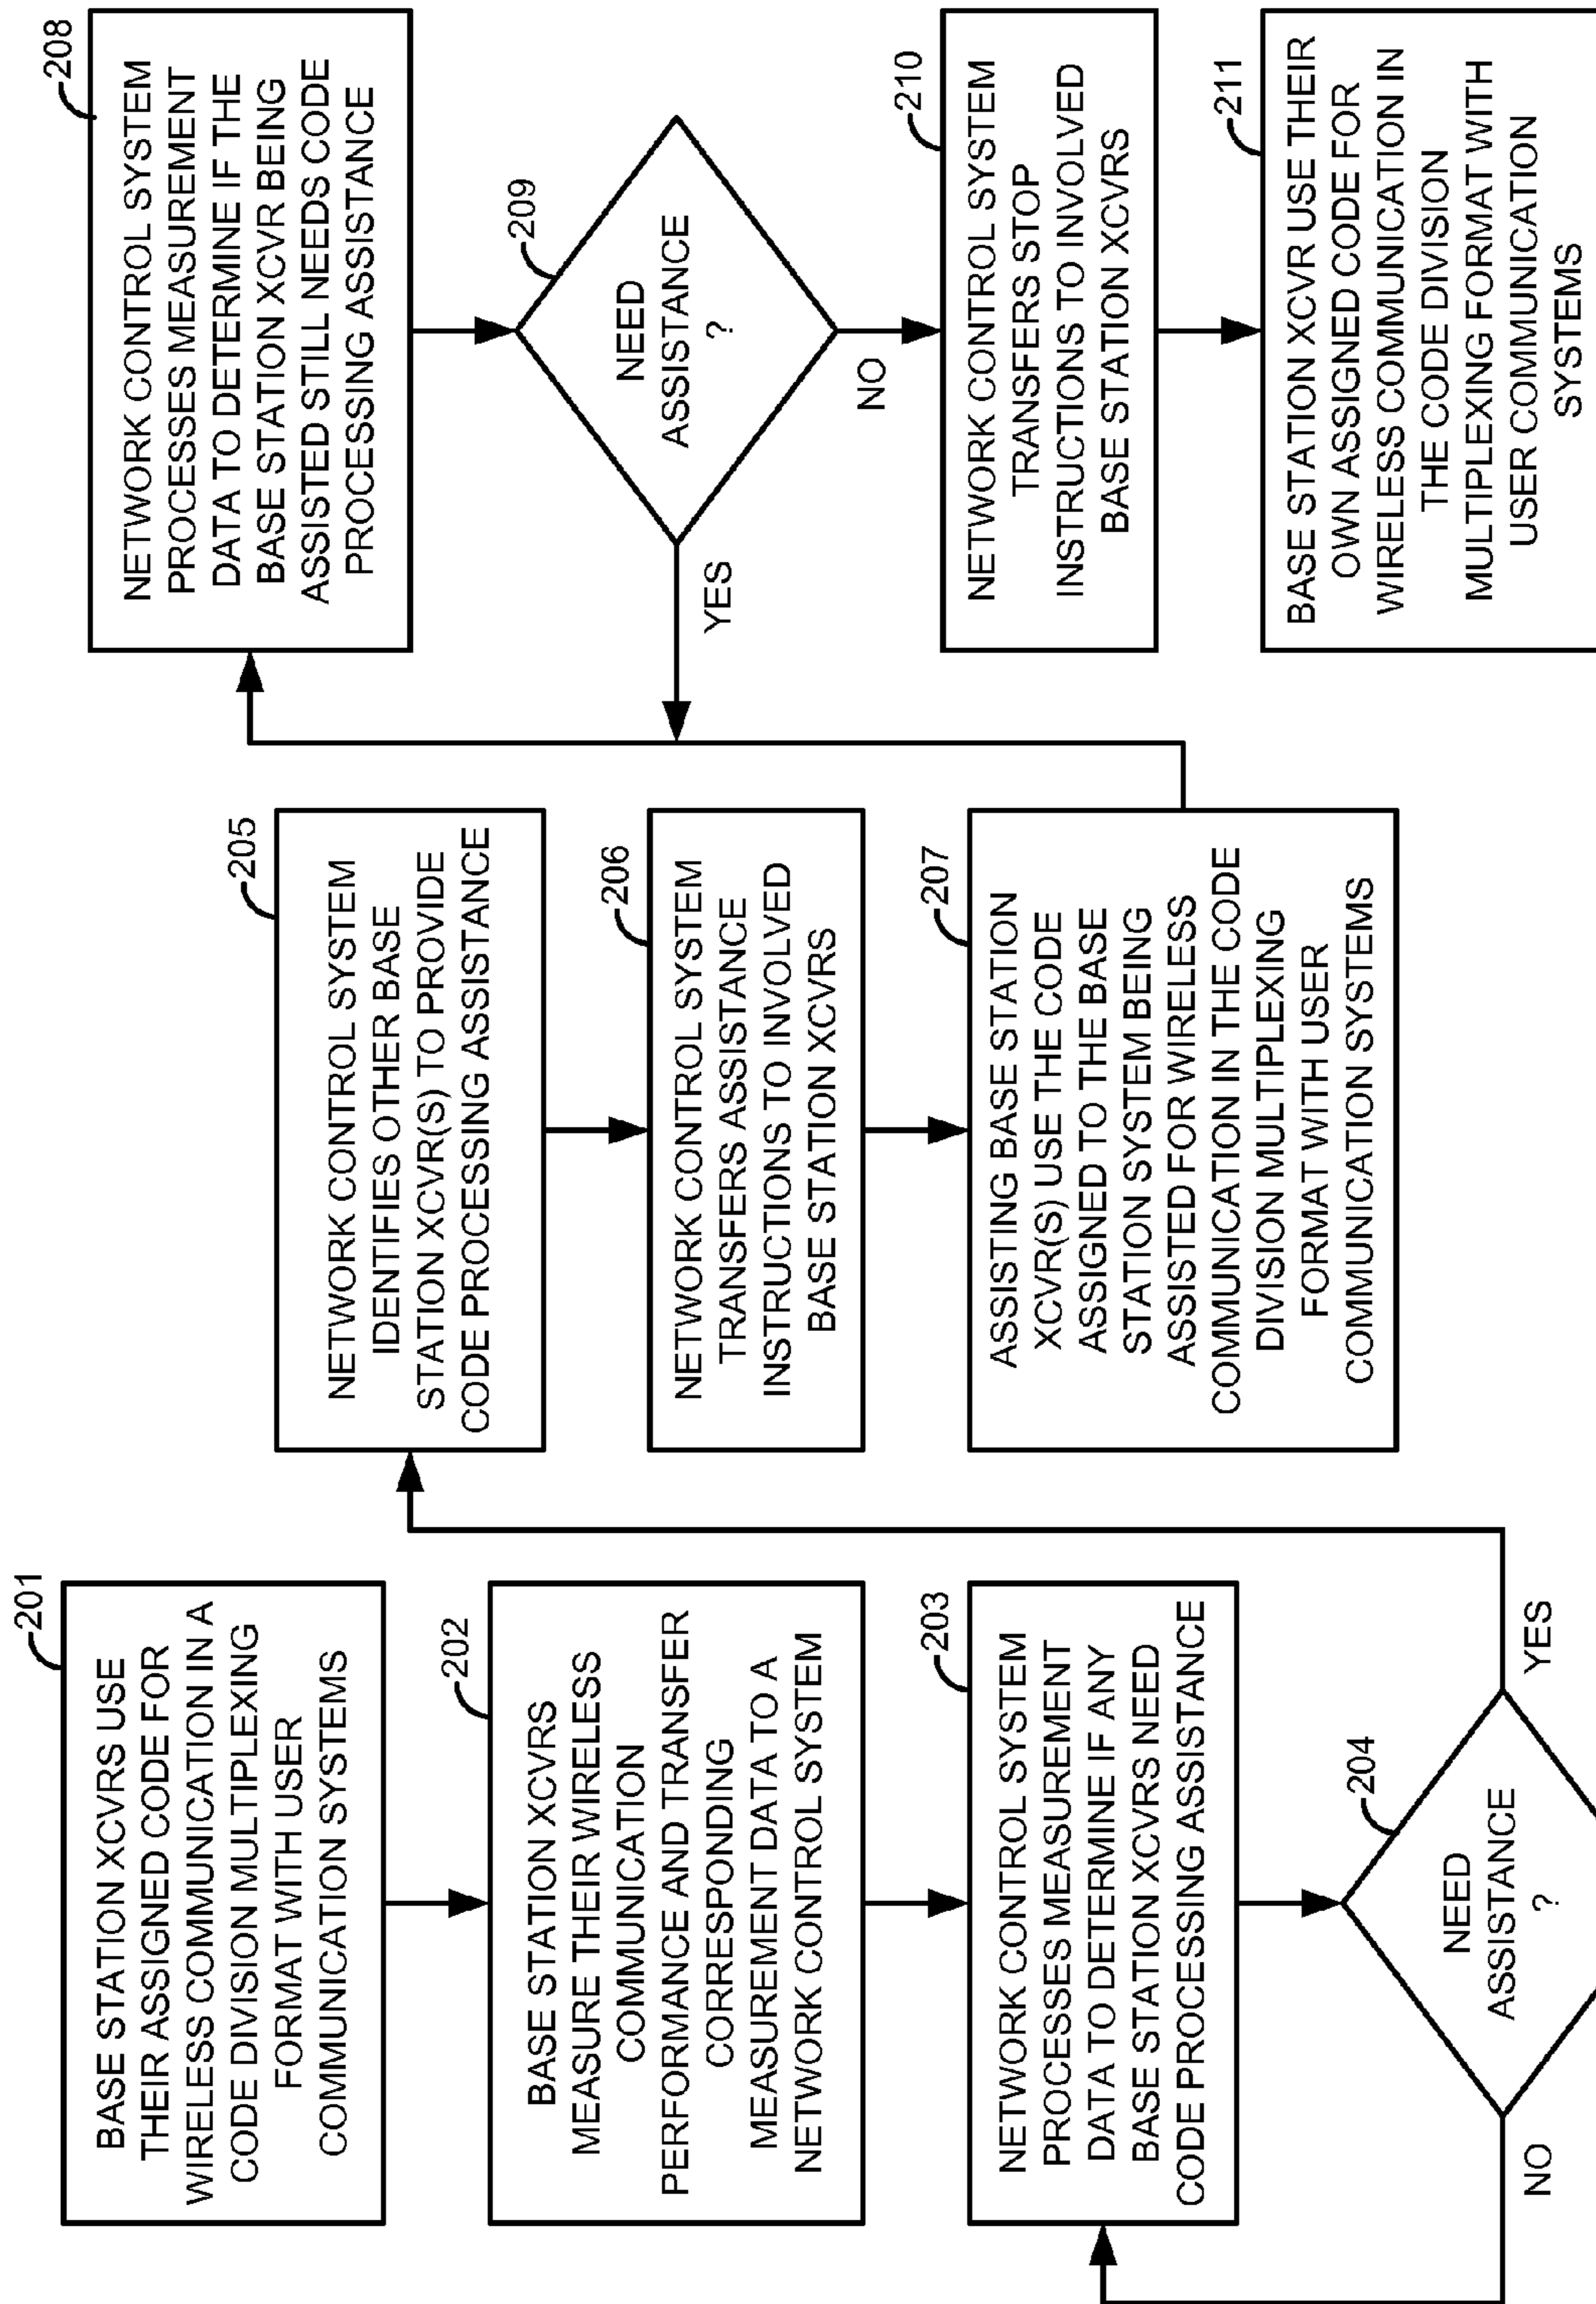 201
BASE STATION XCVRS USE
THEIR ASSIGNED CODE FOR
WIRELESS COMMUNICATION IN A
CODE DIVISION MULTIPLEXING
FORMAT WITH USER
COMMUNICATION SYSTEMS
202
BASE STATION XCVRS
MEASURE THEIR WIRELESS
COMMUNICATION
PERFORMANCE AND TRANSFER
CORRESPONDING
MEASUREMENT DATA TO A
NETWORK CONTROL SYSTEM
203
NETWORK CONTROL SYSTEM
PROCESSES MEASUREMENT
DATA TO DETERMINE IF ANY
BASE STATION XCVRS NEED
CODE PROCESSING ASSISTANCE
204
NEED
ASSISTANCE
?
NO
YES
205
NETWORK CONTROL SYSTEM
IDENTIFIES OTHER BASE
STATION XCVR(S) TO PROVIDE
CODE PROCESSING ASSISTANCE
206
NETWORK CONTROL SYSTEM
TRANSFERS ASSISTANCE
INSTRUCTIONS TO INVOLVED
BASE STATION XCVRS
207
ASSISTING BASE STATION
XCVR(S) USE THE CODE
ASSIGNED TO THE BASE
STATION SYSTEM BEING
ASSISTED FOR WIRELESS
COMMUNICATION IN THE CODE
DIVISION MULTIPLEXING
FORMAT WITH USER
COMMUNICATION SYSTEMS
208
NETWORK CONTROL SYSTEM
PROCESSES MEASUREMENT
DATA TO DETERMINE IF THE
BASE STATION XCVR BEING
ASSISTED STILL NEEDS CODE
PROCESSING ASSISTANCE
209
NEED
ASSISTANCE
?
YES
NO
210
NETWORK CONTROL SYSTEM
TRANSFERS STOP
INSTRUCTIONS TO INVOLVED
BASE STATION XCVRS
211
BASE STATION XCVR USE THEIR
OWN ASSIGNED CODE FOR
WIRELESS COMMUNICATION IN
THE CODE DIVISION
MULTIPLEXING FORMAT WITH
USER COMMUNICATION
SYSTEMS